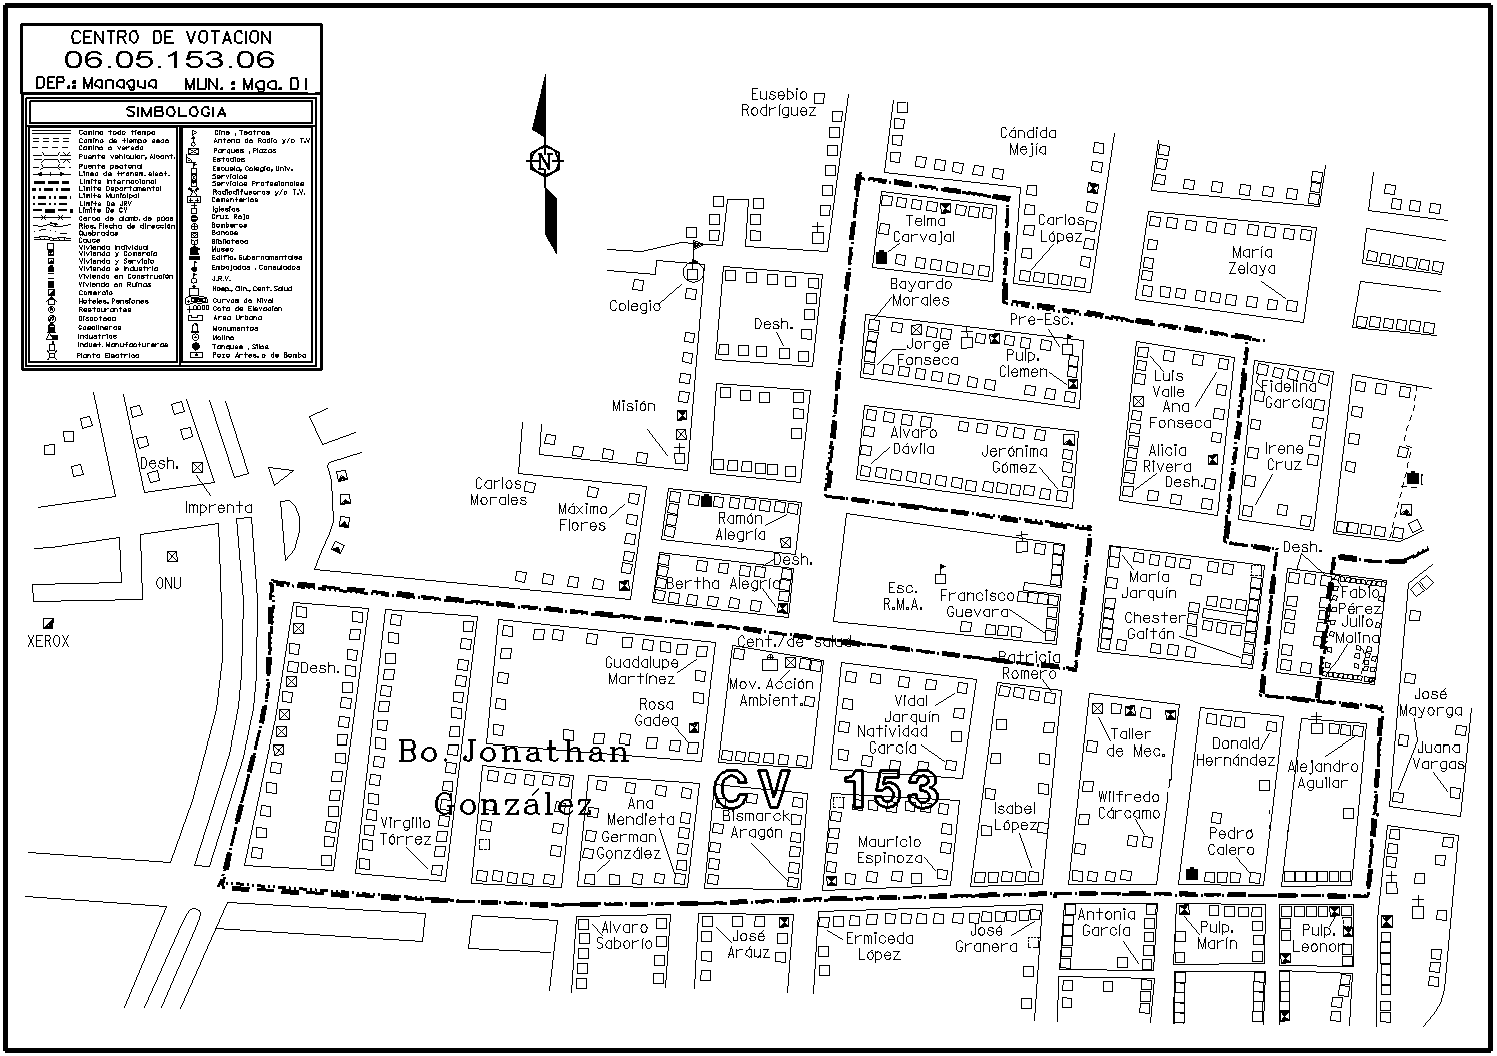 CENTRO DE VOTACION
06.05.153.06
DEP.: Managua MUN. : Mga. D1
SIMBOLOGIA
Camino todo tiempo
Camino de tiempo seco
Camino o vereda
Puente vehicular, Alcant.
Puente peatonal
Linea de transm. elect.
Limite Internacional
Limite Departamental
Limite Municipal
Limite De JRV
Limite De CV
Cerca de alamb. de púas
Rios, Flecha de dirección
Quebradas
Cauce
Vivienda Individual
Vivienda y Comercio
Vivienda y Servicio
Vivienda e Industria
Vivienda en Construcción
Vivienda en Ruinas
Comercio
Hoteles, Pensiones
Restaurantes
Discoteca
Gasolineras
Industrias
Indust. Manufactureras
Planta Electrica
Cine , Teatros
Antena de Radio y/o T.V
Parques , Plazas
Estadios
Escuela, Colegio, Univ.
Servicios
Servicios Profesionales
Radiodifusoras y/o T.V.
Cementerios
Iglesias
Cruz Roja
Bomberos
Bancos
Biblioteca
Museo
Edific. Gubernamentales
Embajadas , Consulados
J.R.V.
Hosp., Clin., Cent. Salud
Curvas de Nivel
Cota de Elevación
Area Urbana
Monumentos
Molino
Tanques , Silos
Pozo Artes. o de Bomba
N
Eusebio
Rodríguez
Cándida
Mejía
Telma
Carvajal
Carlos
López
María
Zelaya
Colegio
Bayardo
Morales
Desh.
Pre-Esc.
Jorge
Fonseca
Pulp.
Clemen
Luis
Valle
Ana
Fonseca
Fidelina
García
Misión
Alvaro
Dávila
Jerónima
Gómez
Alicia
Rivera
Desh.
Irene
Cruz
Desh.
Imprenta
Carlos
Morales
Máximo
Flores
Ramón
Alegría
Desh.
Bertha Alegría
Desh.
ONU
XEROX
Esc.
R.M.A.
Francisco
Guevara
María
Jarquín
Chester
Gaitán
Fabio
Pérez
Julio
Molina
Desh.
Guadalupe
Martínez
Cent./de salud
Mov. Acción
Ambient.
Patricia
Romero
Rosa
Gadea
Vidal
Jarquín
Natividad
García
Taller
de Mec.
Donald
Hernández
José
Mayorga
Juana
Vargas
Alejandro
Aguilar
Bo. Jonathan
González
CV 153
Virgilio
Tórrez
Ana
Mendieta
German
González
Bismarck
Aragón
Mauricio
Espinoza
Isabel
López
Wilfredo
Cárcamo
Pedro
Calero
Alvaro
Saborío
José
Aráuz
Ermiceda
López
José
Granera
Antonia
García
Pulp.
Marín
Pulp.
Leonor